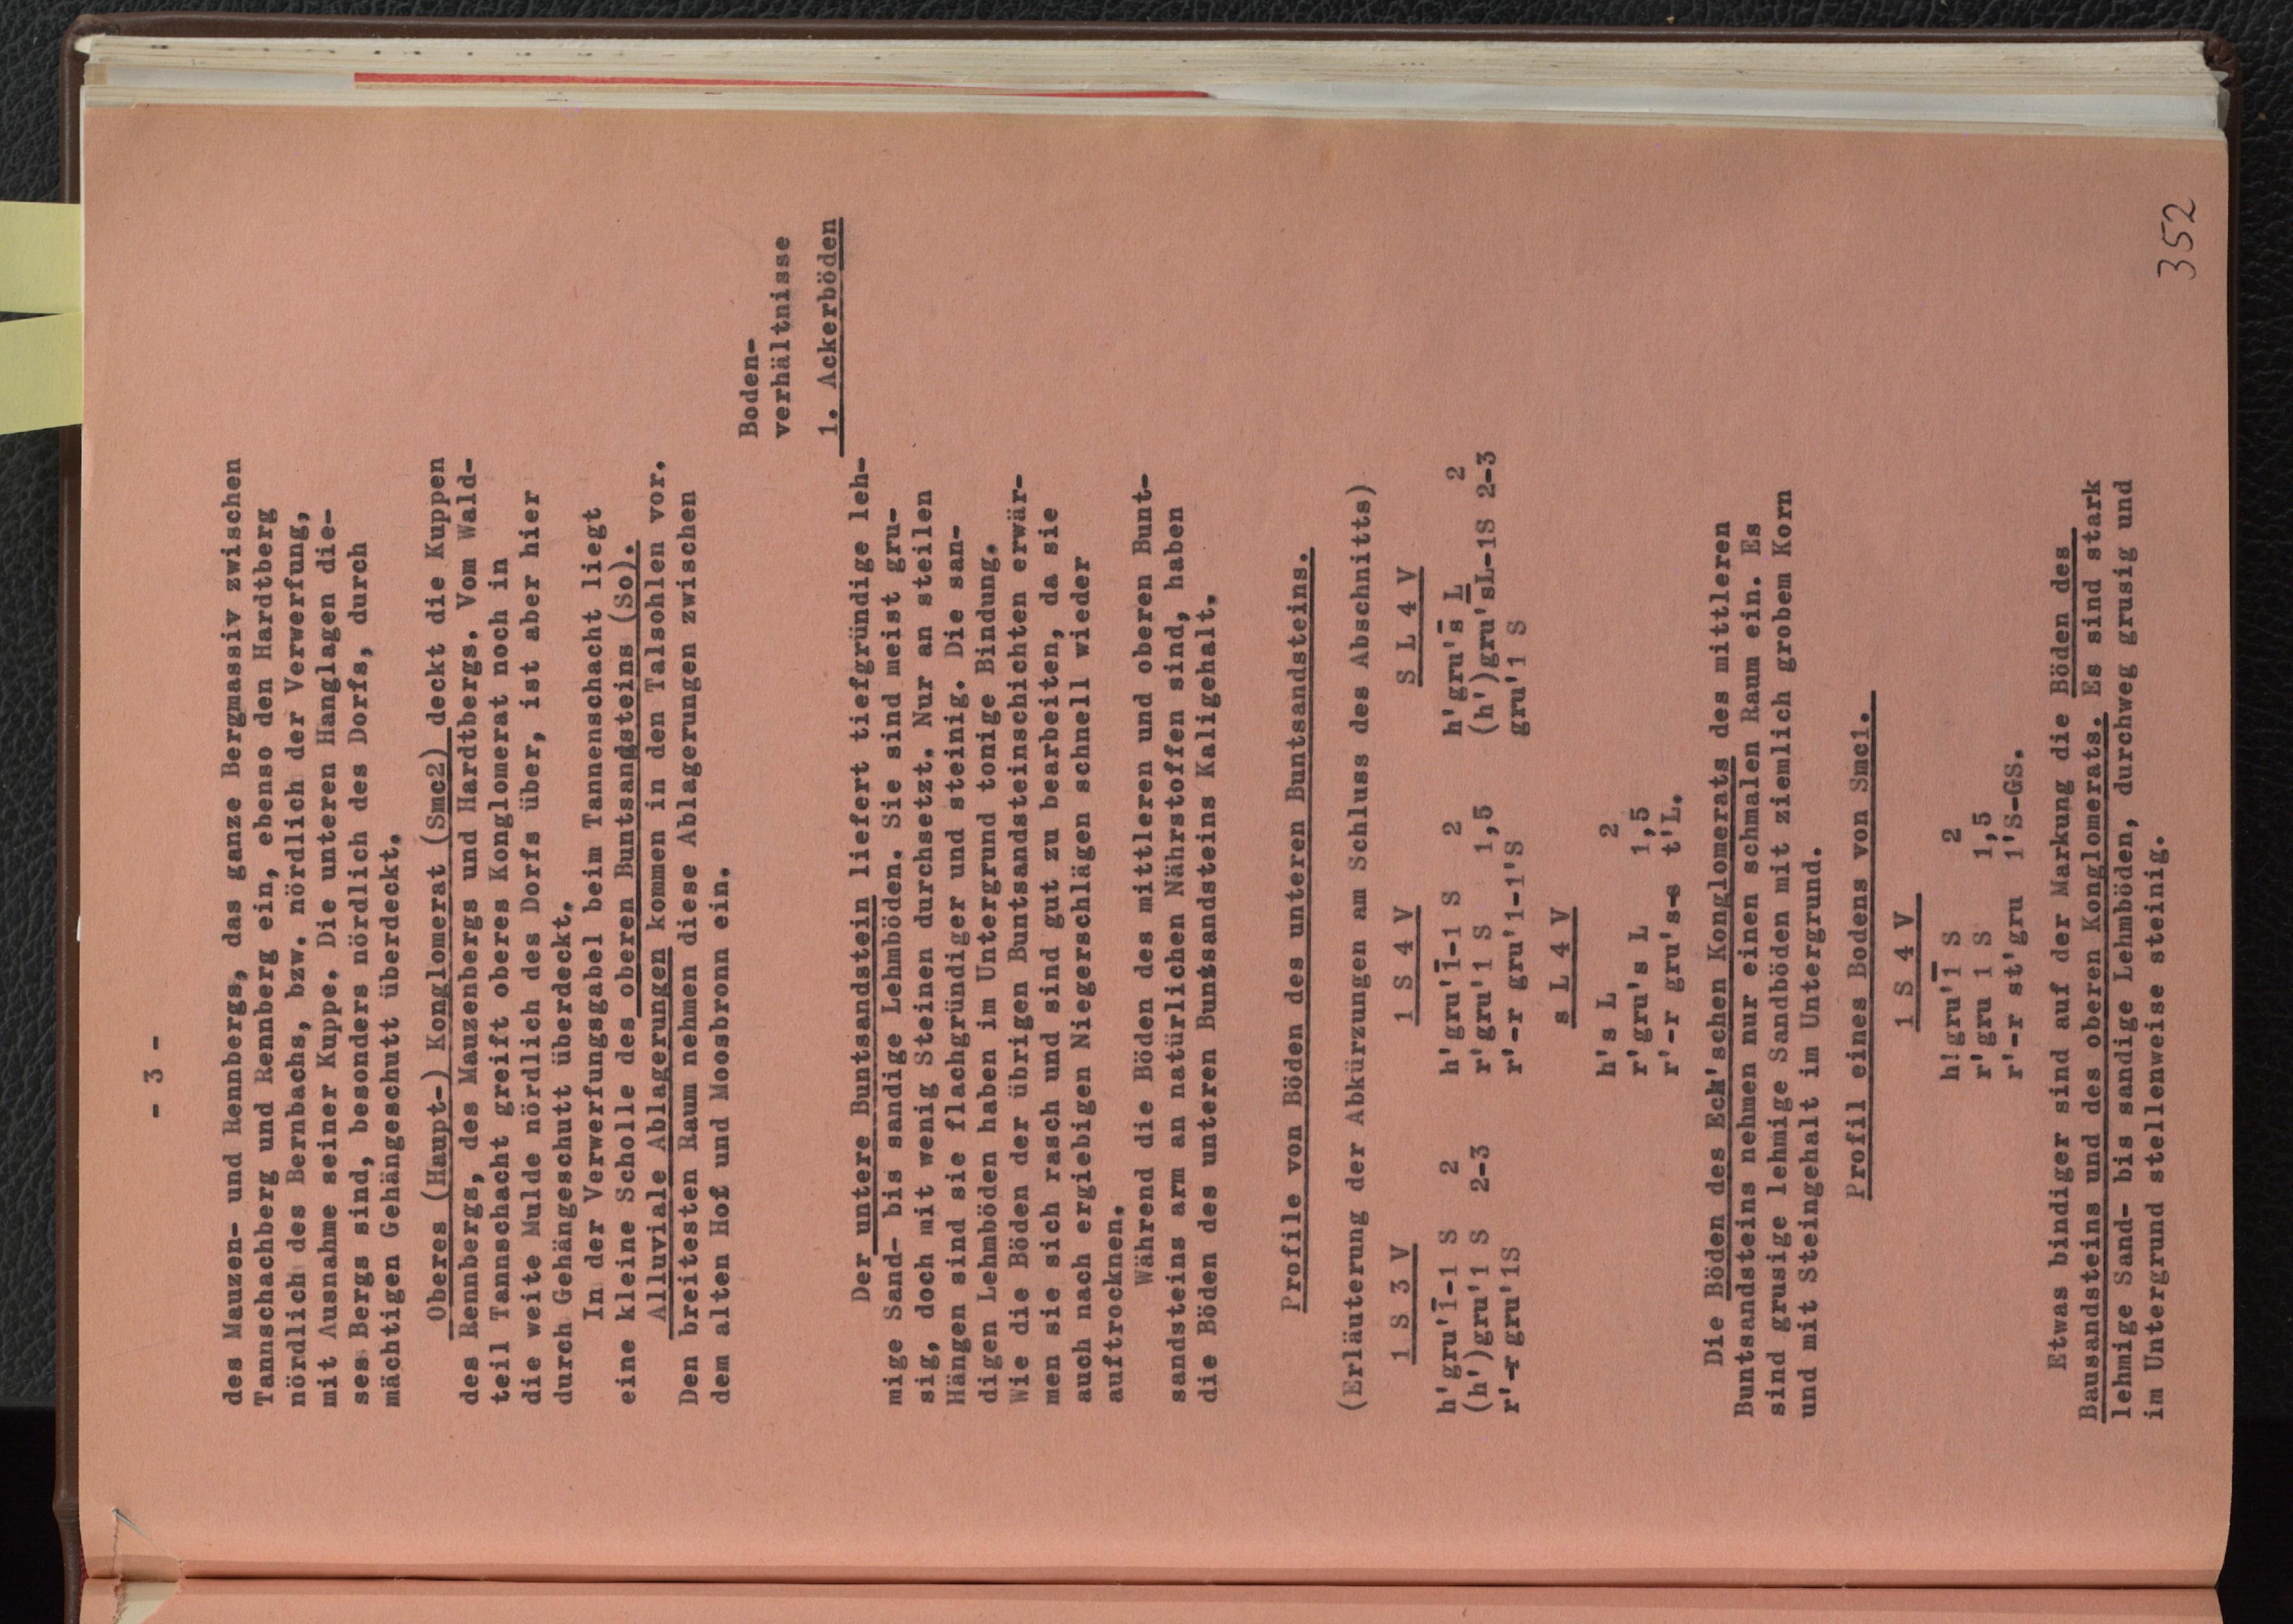 - 3 -
des Mauzen- und Rennbergs, das ganze Bergmassiv zwischen
Tannschachberg und Rennberg ein, ebenso den Hardtberg
nördlich des Bernbachs, bzw. nördlich der Verwerfung,
mit Ausnahme seiner Kuppe. Die unteren Hanglagen die-
ses Bergs sind, besonders nördlich des Dorfs, durch
mächtigen Gehängeschutt überdeckt.
Oberes (Haupt-) Konglomerat (Smc2) deckt die Kuppen
des Rennbergs, des Mauzenbergs und Hardtbergs. Vom Wald-
teil Tannschacht greift oberes Konglomerat noch in
die weite Mulde nördlich des Dorfs über, ist aber hier
durch Gehängeschutt überdeckt.
In der Verwerfungsgabel beim Tannenschacht liegt
eine kleine Scholle des oberen Buntsandsteins (So).
Alluviale Ablagerungen kommen in den Talsohlen vor.
Den breitesten Raum nehmen diese Ablagerungen zwischen
dem alten Hof und Moosbronn ein.
Boden-
verhältnisse
1. Ackerböden
Der untere Buntsandstein liefert tiefgründige leh-
mige Sand- bis sandige Lehmböden. Sie sind meist gru-
sig, doch mit wenig Steinen durchsetzt. Nur an steilen
Hängen sind sie flachgründiger und steinig. Die san-
digen Lehmböden haben im Untergrund tonige Bindung.
Wie die Böden der übrigen Buntsandsteinschichten erwär-
men sie sich rasch und sind gut zu bearbeiten, da sie
auch nach ergiebigen Niegerschlägen schnell wieder
auftrocknen.
Während die Böden des mittleren und oberen Bunt-
sandsteins arm an natürlichen Nährstoffen sind, haben
die Böden des unteren Buntsandsteins Kaligehalt.
Profile von Böden des unteren Buntsandsteins.
(Erläuterung der Abkürzungen am Schluss des Abschnitts)
l S 3 V l S 4 V S L 4 V
h'gru'l̅-l S 2 h'gru'l̅-l S 2 h'gru's̅ L̅ 2
(h')gru'l S 2-3 r'gru'l S 1,5 (h')gru'sL-lS 2-3
r'-r gru'lS r'-r gru'l-l'S gru'l S
s L 4 V
h's L 2
r'gru's L 1,5
r'-r gru's-s t'L.
Die Böden des Eck'schen Konglomerats des mittleren
Buntsandsteins nehmen nur einen schmalen Raum ein. Es
sind grusige lehmige Sandböden mit ziemlich grobem Korn
und mit Steingehalt im Untergrund.
Profil eines Bodens von Smc1.
l S 4 V
h!gru'l̅ S 2
r'gru l S 1,5
r'-r st'gru l'S-GS.
Etwas bindiger sind auf der Markung die Böden des
Bausandsteins und des oberen Konglomerats. Es sind stark
lehmige Sand- bis sandige Lehmböden, durchweg grusig und
im Untergrund stellenweise steinig.
352